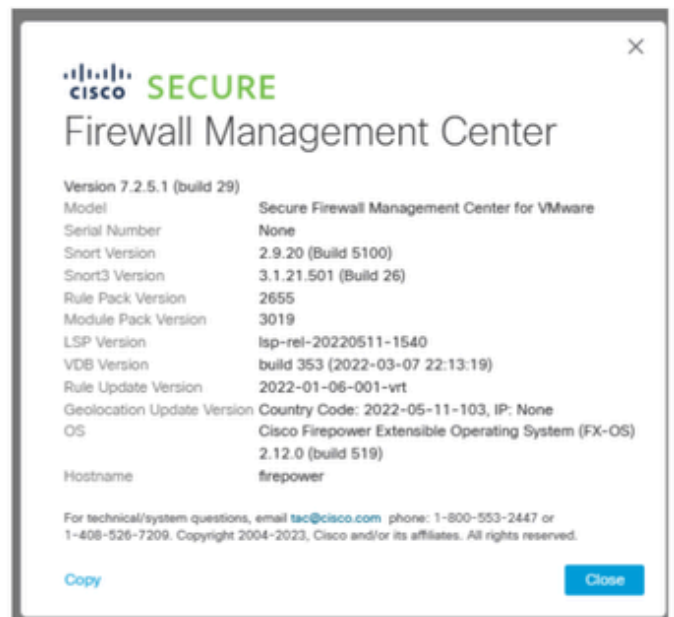 CISCO SECURE
Firewall Management Center
Version 7.2.5.1 (build 29)
Model Secure Firewall Management Center for VMware
Serial Number None
Snort Version 2.9.20 (Build 5100)
Snort3 Version 3.1.21.501 (Build 26)
Rule Pack Version 2655
Module Pack Version 3019
LSP Version lsp-rel-20220511-1540
VDB Version build 353 (2022-03-07 22:13:19)
Rule Update Version 2022-01-06-001-vrt
Geolocation Update Version Country Code: 2022-05-11-103, IP: None
OS Cisco Firepower Extensible Operating System (FX-OS)
2.12.0 (build 519)
Hostname firepower
For technical/system questions, email tac@cisco.com phone: 1-800-553-2447 or
1-408-526-7209. Copyright 2004-2023, Cisco and/or its affiliates. All rights reserved.
Copy Close